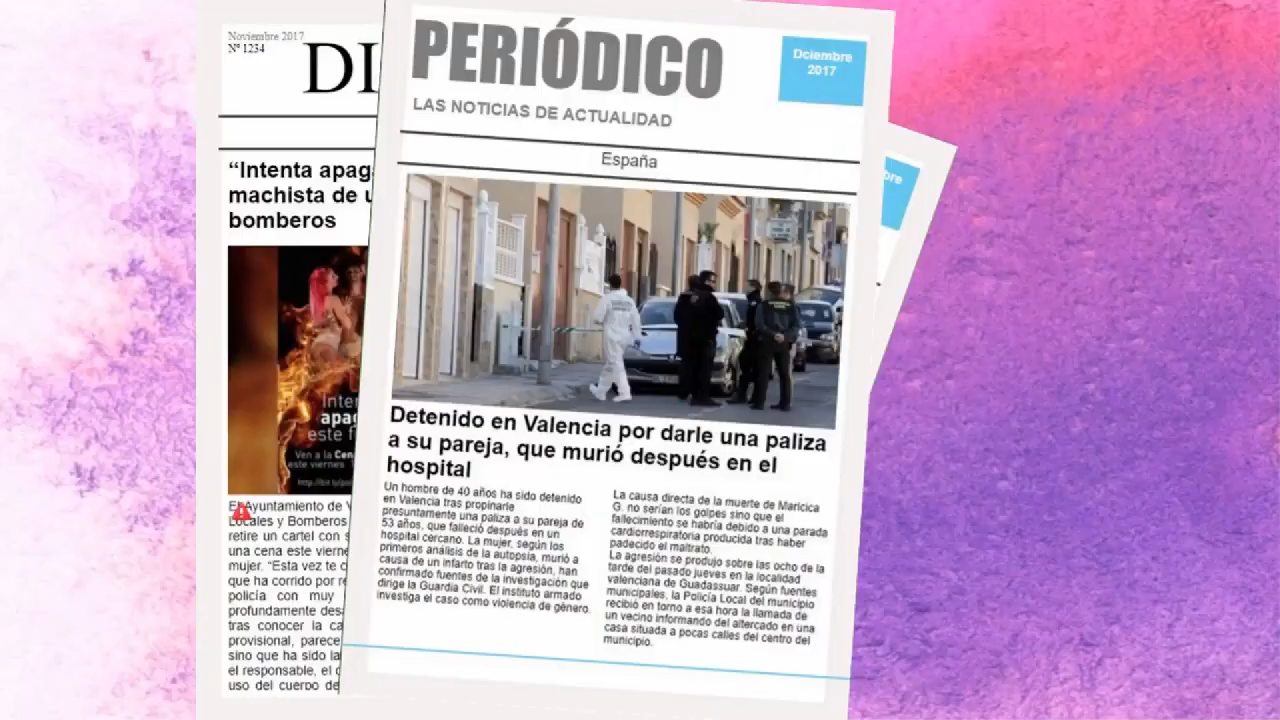 Noviembre 2017
Nº 1234
DI
“Intenta apag
machista de u
bomberos
Inter
apa
este f
Ven a la Cen
este viernes
El Ayuntamiento de V
Locales y Bomberos
retire un cartel con s
una cena este vierne
mujer. “Esta vez te c
que ha corrido por re
policía con muy
profundamente desa
tras conocer la ca
provisional, parece
sino que ha sido la
el responsable, el c
uso del cuerpo de
PERIÓDICO
Dciembre
2017
LAS NOTICIAS DE ACTUALIDAD
España
Detenido en Valencia por darle una paliza
a su pareja, que murió después en el
hospital
Un hombre de 40 años ha sido detenido
en Valencia tras propinarle
presuntamente una paliza a su pareja de
53 años, que falleció después en un
hospital cercano. La mujer, según los
primeros análisis de la autopsia, murió a
causa de un infarto tras la agresión, han
confirmado fuentes de la investigación que
dirige la Guardia Civil. El instituto armado
investiga el caso como violencia de género.
La causa directa de la muerte de Maricica
G. no serían los golpes sino que el
fallecimiento se habría debido a una parada
cardiorrespiratoria producida tras haber
padecido el maltrato.
La agresión se produjo sobre las ocho de la
tarde del pasado jueves en la localidad
valenciana de Guadassuar. Según fuentes
municipales, la Policía Local del municipio
recibió en torno a esa hora la llamada de
un vecino informando del altercado en una
casa situada a pocas calles del centro del
municipio.
bre